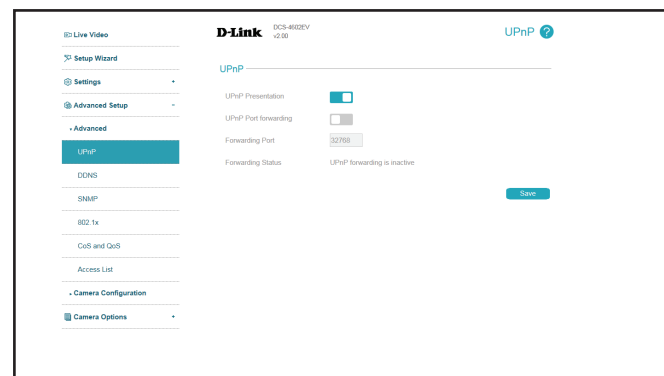 Live Video
Setup Wizard
Settings +
Advanced Setup -
Advanced
UPnP
DDNS
SNMP
802.1x
CoS and QoS
Access List
Camera Configuration
Camera Options +
D-Link DCS-4602EV
v2.00
UPnP ?
UPnP
UPnP Presentation
UPnP Port forwarding
Forwarding Port 32768
Forwarding Status UPnP forwarding is inactive
Save